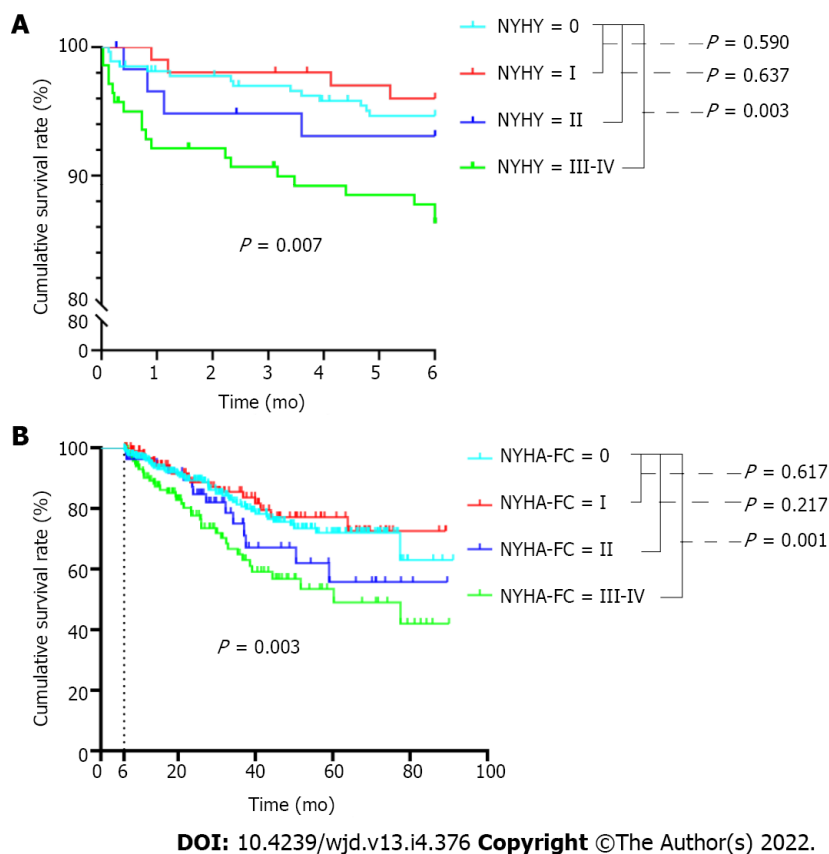 A
100
90
80
80
0
Cumulative survival rate (%)
0 1 2 3 4 5 6
Time (mo)
P = 0.007
NYHY = 0
NYHY = I
NYHY = II
NYHY = III-IV
P = 0.590
P = 0.637
P = 0.003
B
100
80
60
40
20
0
Cumulative survival rate (%)
0 6 20 40 60 80 100
Time (mo)
P = 0.003
NYHA-FC = 0
NYHA-FC = I
NYHA-FC = II
NYHA-FC = III-IV
P = 0.617
P = 0.217
P = 0.001
DOI: 10.4239/wjd.v13.i4.376 Copyright ©The Author(s) 2022.